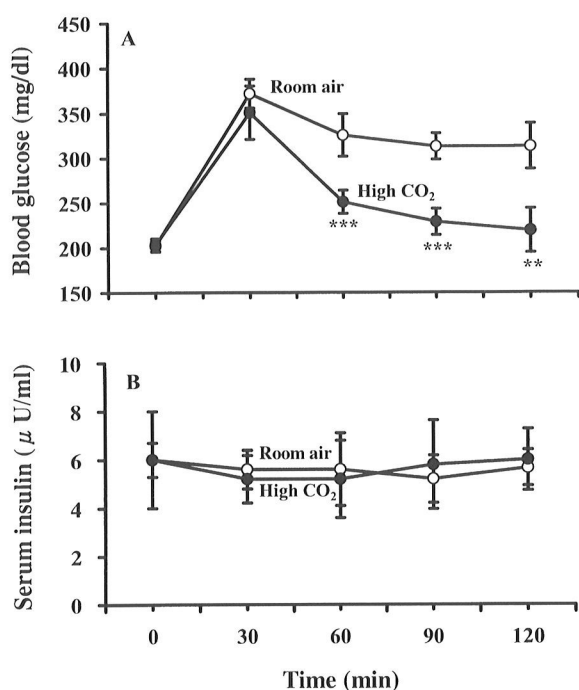 Blood glucose (mg/dl)
450
400
350
300
250
200
150
A
Room air
High CO₂
***
***
**
Serum insulin ( μ U/ml)
10
8
6
4
2
0
B
Room air
High CO₂
0 30 60 90 120
Time (min)